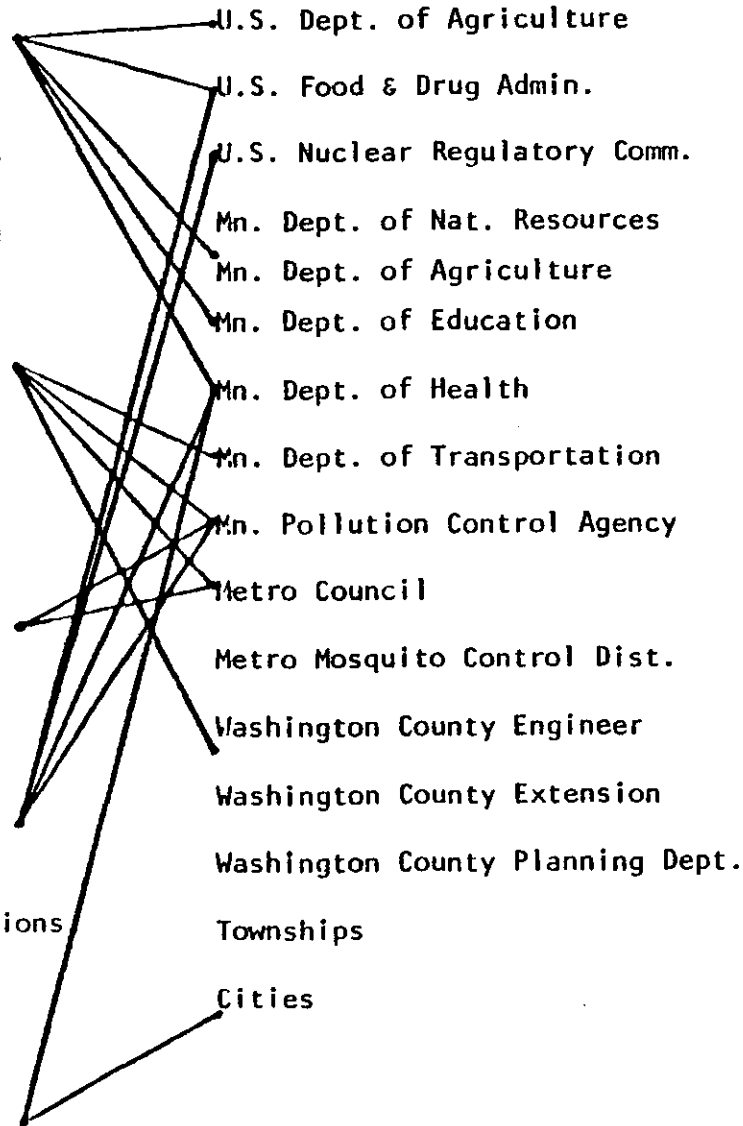 U.S. Dept. of Agriculture
U.S. Food & Drug Admin.
U.S. Nuclear Regulatory Comm.
Mn. Dept. of Nat. Resources
Mn. Dept. of Agriculture
Mn. Dept. of Education
Mn. Dept. of Health
Mn. Dept. of Transportation
Mn. Pollution Control Agency
Metro Council
Metro Mosquito Control Dist.
Washington County Engineer
Washington County Extension
Washington County Planning Dept.
ions
Townships
Cities